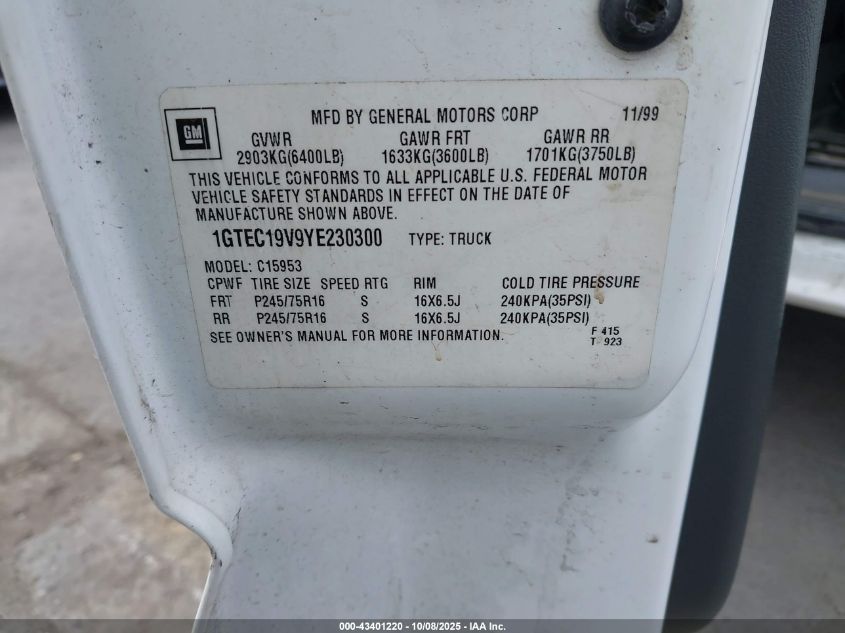 MFD BY GENERAL MOTORS CORP 11/99
GM
GVWR GAWR FRT GAWR RR
2903KG(6400LB) 1633KG(3600LB) 1701KG(3750LB)
THIS VEHICLE CONFORMS TO ALL APPLICABLE U.S. FEDERAL MOTOR
VEHICLE SAFETY STANDARDS IN EFFECT ON THE DATE OF
MANUFACTURE SHOWN ABOVE.
1GTEC19V9YE230300 TYPE: TRUCK
MODEL: C15953
CPWF TIRE SIZE SPEED RTG RIM COLD TIRE PRESSURE
FRT P245/75R16 S 16X6.5J 240KPA(35PSI)
RR P245/75R16 S 16X6.5J 240KPA(35PSI)
SEE OWNER'S MANUAL FOR MORE INFORMATION.
F 415
T 923
000-43401220 - 10/08/2025 - IAA Inc.